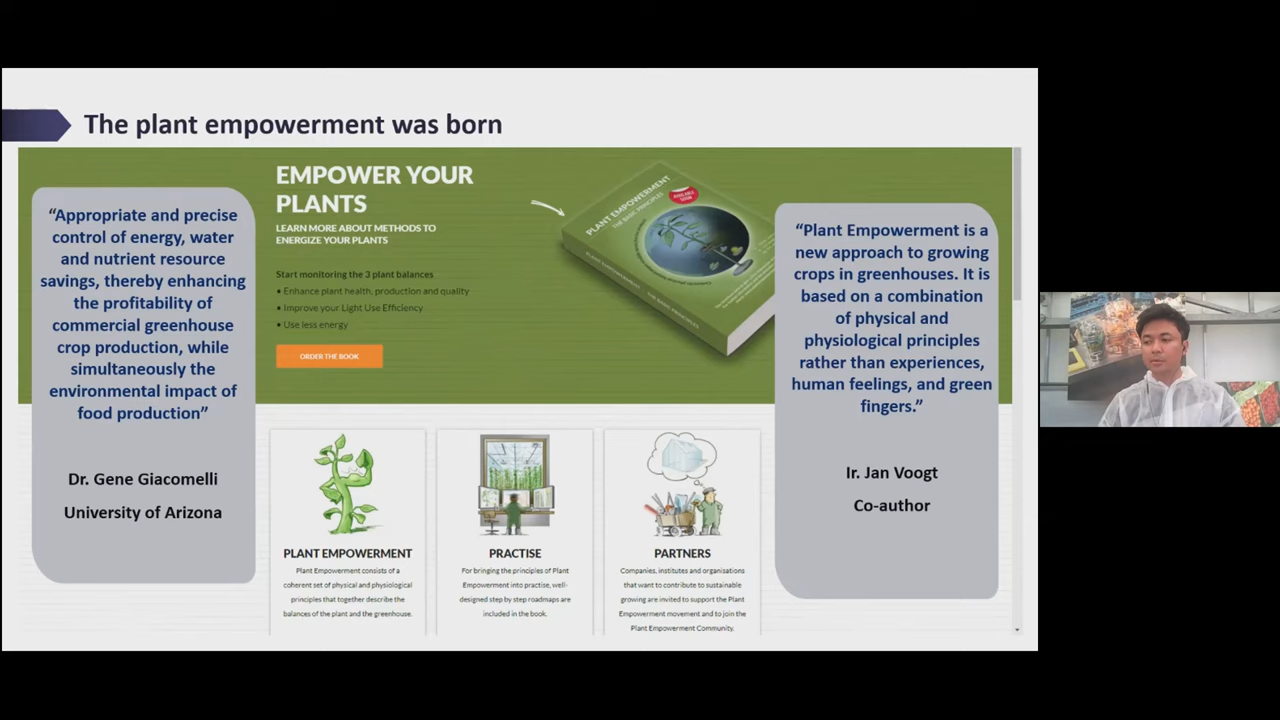 The plant empowerment was born
“Appropriate and precise
control of energy, water
and nutrient resource
savings, thereby enhancing
the profitability of
commercial greenhouse
crop production, while
simultaneously the
environmental impact of
food production”
Dr. Gene Giacomelli
University of Arizona
EMPOWER YOUR
PLANTS
LEARN MORE ABOUT METHODS TO
ENERGIZE YOUR PLANTS
Start monitoring the 3 plant balances
• Enhance plant health, production and quality
• Improve your Light Use Efficiency
• Use less energy
ORDER THE BOOK
PLANT EMPOWERMENT
THE BASIC PRINCIPLES
AVAILABLE
SOON
PLANT EMPOWERMENT THE BASIC PRINCIPLES
“Plant Empowerment is a
new approach to growing
crops in greenhouses. It is
based on a combination
of physical and
physiological principles
rather than experiences,
human feelings, and green
fingers.”
Ir. Jan Voogt
Co-author
PLANT EMPOWERMENT
Plant Empowerment consists of a
coherent set of physical and physiological
principles that together describe the
balances of the plant and the greenhouse.
PRACTISE
For bringing the principles of Plant
Empowerment into practise, well-
designed step by step roadmaps are
included in the book.
PARTNERS
Companies, institutes and organisations
that want to contribute to sustainable
growing are invited to support the Plant
Empowerment movement and to join the
Plant Empowerment Community.